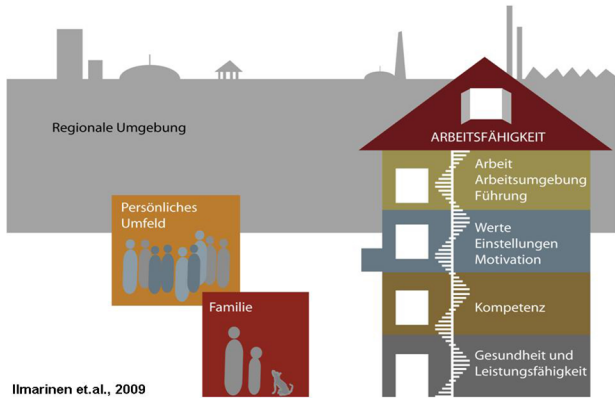 Regionale Umgebung
ARBEITSFÄHIGKEIT
Arbeit
Arbeitsumgebung
Führung
Persönliches
Umfeld
Werte
Einstellungen
Motivation
Familie
Kompetenz
Gesundheit und
Leistungsfähigkeit
Ilmarinen et.al., 2009